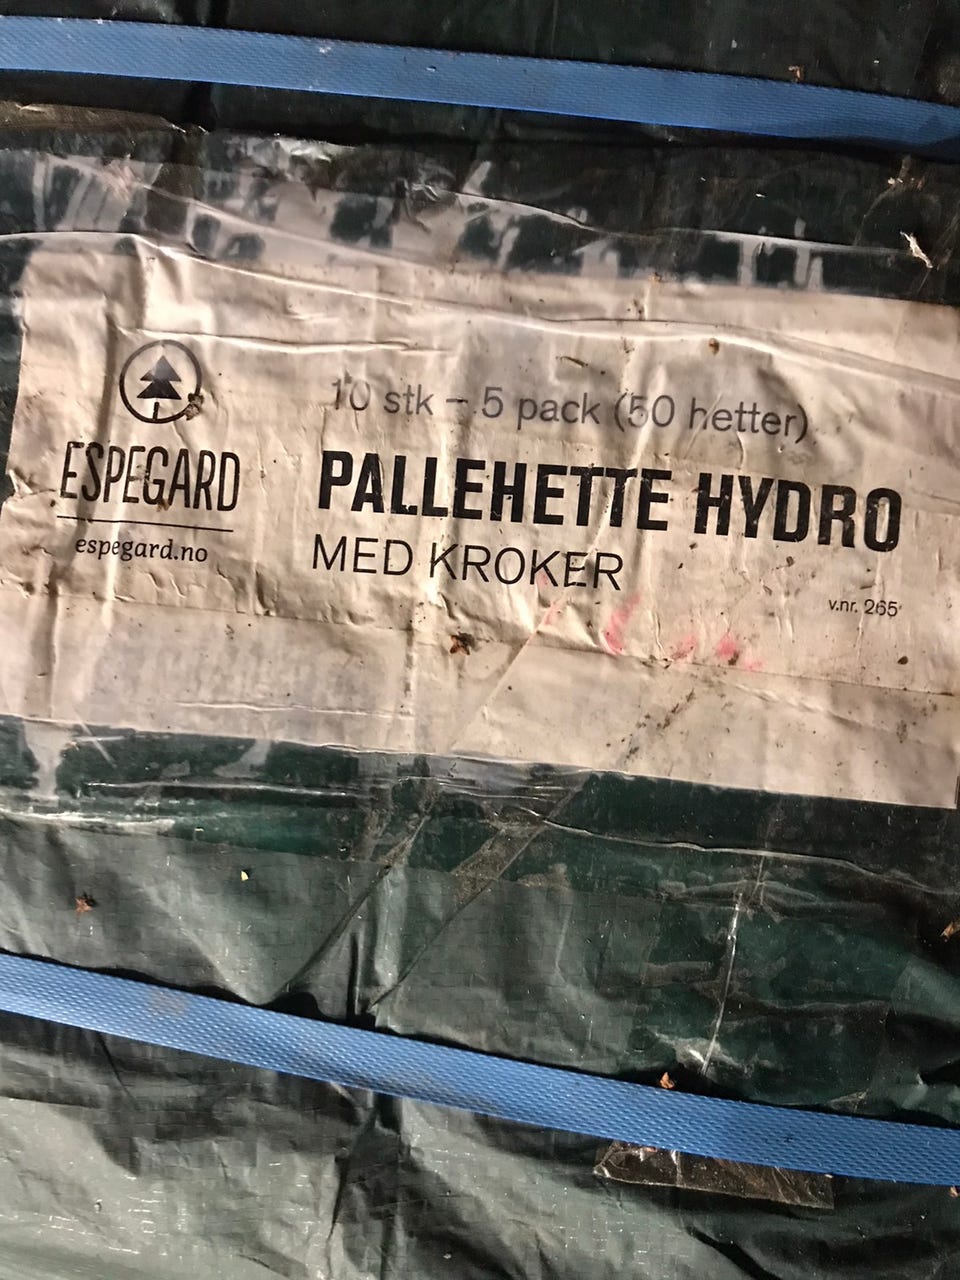 ESPEGARD
espegard.no
10 stk - 5 pack (50 hetter)
PALLEHETTE HYDRO
MED KROKER
v.nr. 265